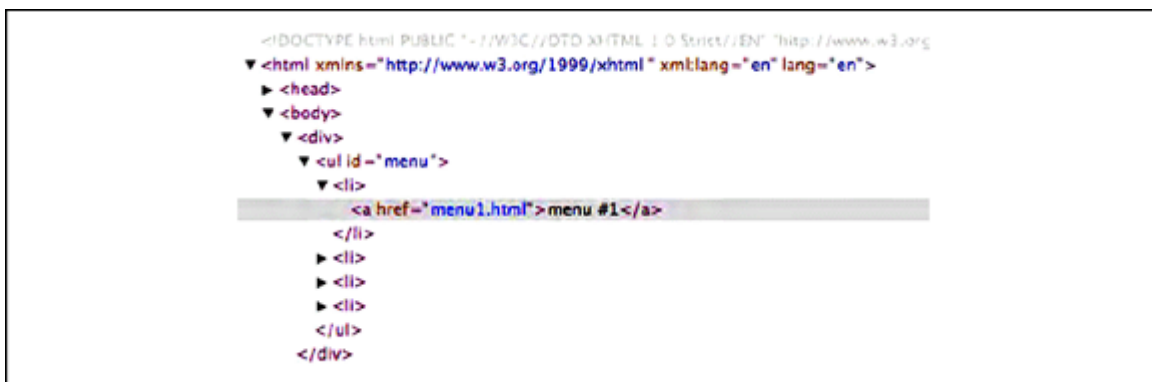 <!DOCTYPE html PUBLIC "-//W3C//DTD XHTML 1.0 Strict//EN" "http://www.w3.org
<html xmlns="http://www.w3.org/1999/xhtml" xml:lang="en" lang="en">
<head>
<body>
<div>
<ul id="menu">
<li>
<a href="menu1.html">menu #1</a>
</li>
<li>
<li>
<li>
</ul>
</div>